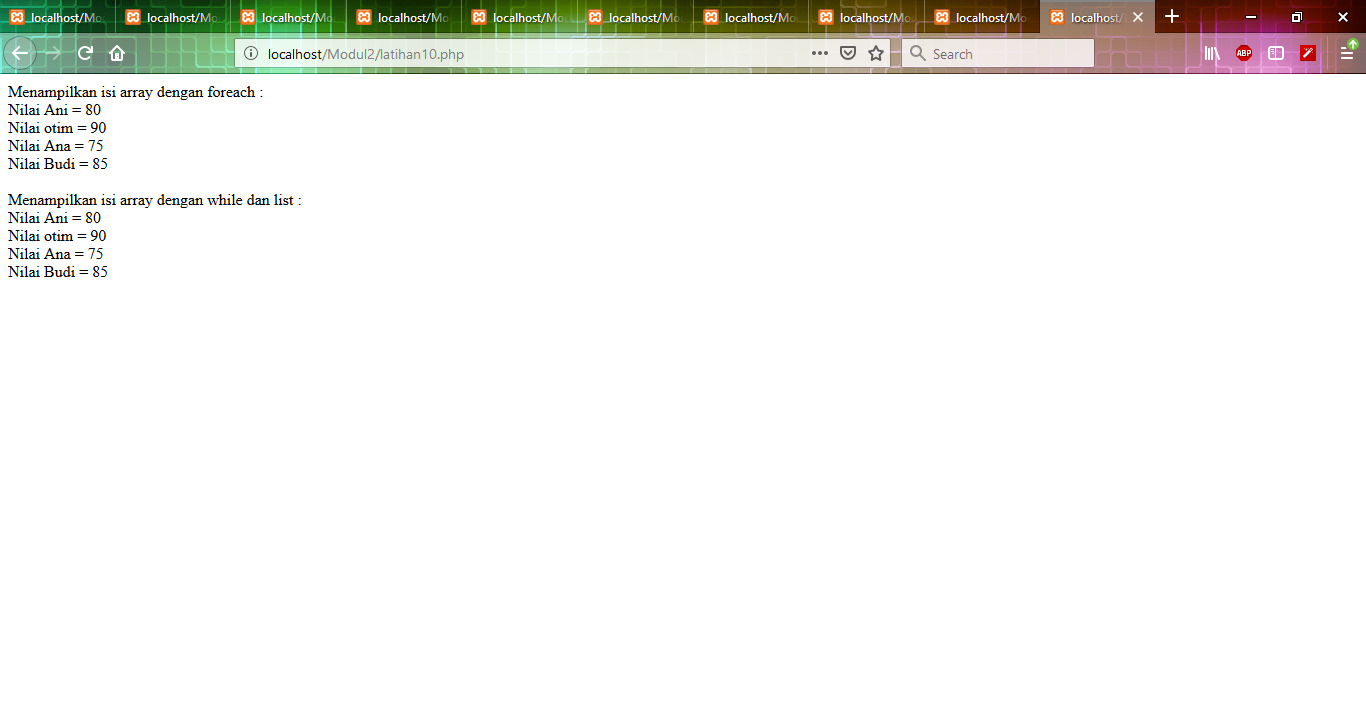 localhost/Mo localhost/Mo localhost/Mo localhost/Mo localhost/Mo localhost/Mo localhost/Mo localhost/Mo localhost/Mo localhost/
localhost/Modul2/latihan10.php Search ABP
Menampilkan isi array dengan foreach :
Nilai Ani = 80
Nilai otim = 90
Nilai Ana = 75
Nilai Budi = 85
Menampilkan isi array dengan while dan list :
Nilai Ani = 80
Nilai otim = 90
Nilai Ana = 75
Nilai Budi = 85